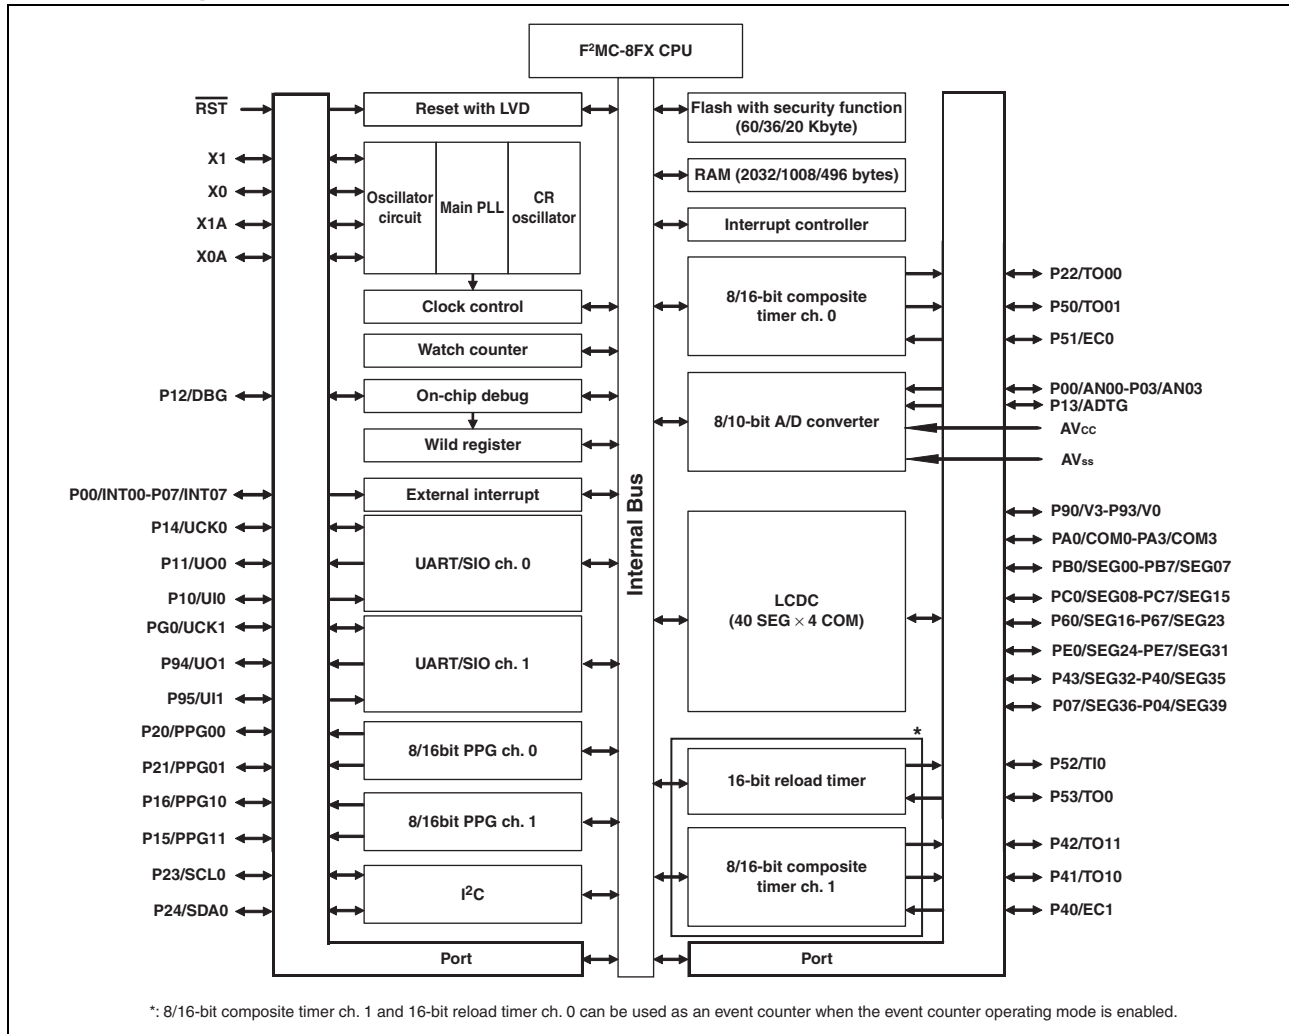 F²MC-8FX CPU
RST
X1
X0
X1A
X0A
P12/DBG
P00/INT00-P07/INT07
P14/UCK0
P11/UO0
P10/UI0
PG0/UCK1
P94/UO1
P95/UI1
P20/PPG00
P21/PPG01
P16/PPG10
P15/PPG11
P23/SCL0
P24/SDA0
Reset with LVD
Oscillator
circuit
Main PLL
CR
oscillator
Clock control
Watch counter
On-chip debug
Wild register
External interrupt
UART/SIO ch. 0
UART/SIO ch. 1
8/16bit PPG ch. 0
8/16bit PPG ch. 1
I²C
Port
Internal Bus
Flash with security function
(60/36/20 Kbyte)
RAM (2032/1008/496 bytes)
Interrupt controller
8/16-bit composite
timer ch. 0
8/10-bit A/D converter
LCDC
(40 SEG × 4 COM)
*
16-bit reload timer
8/16-bit composite
timer ch. 1
Port
P22/TO00
P50/TO01
P51/EC0
P00/AN00-P03/AN03
P13/ADTG
AVCC
AVss
P90/V3-P93/V0
PA0/COM0-PA3/COM3
PB0/SEG00-PB7/SEG07
PC0/SEG08-PC7/SEG15
P60/SEG16-P67/SEG23
PE0/SEG24-PE7/SEG31
P43/SEG32-P40/SEG35
P07/SEG36-P04/SEG39
P52/TI0
P53/TO0
P42/TO11
P41/TO10
P40/EC1
*: 8/16-bit composite timer ch. 1 and 16-bit reload timer ch. 0 can be used as an event counter when the event counter operating mode is enabled.